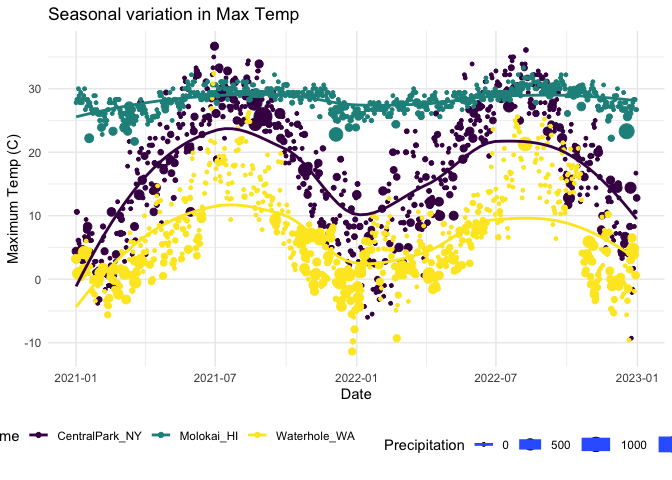 Seasonal variation in Max Temp
Maximum Temp (C)
30
20
10
0
-10
2021-01 2021-07 2022-01 2022-07 2023-01
Date
me CentralPark_NY Molokai_HI Waterhole_WA
Precipitation 0 500 1000